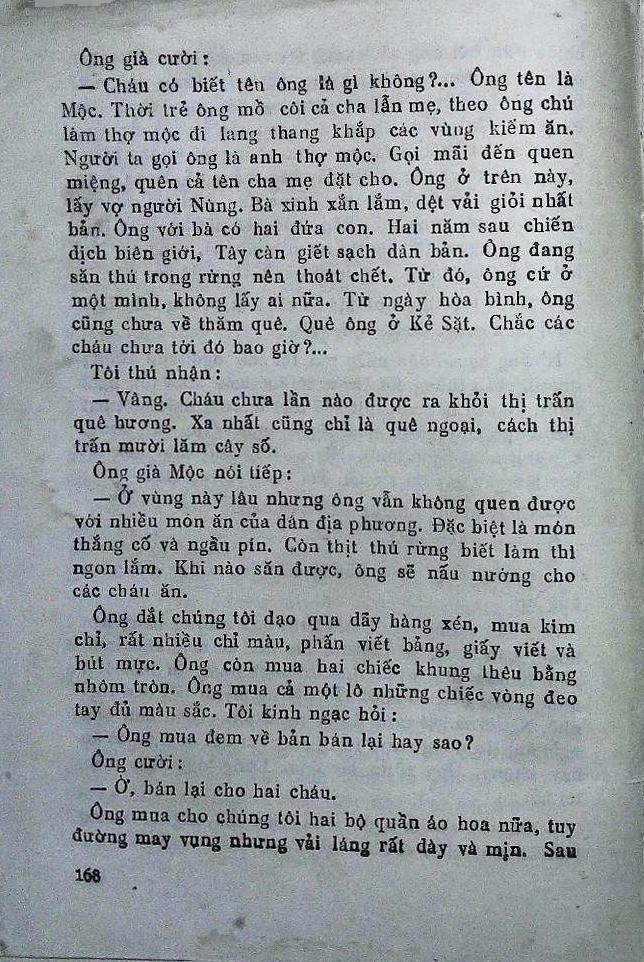 Ông già cười :
— Cháu có biết tên ông là gì không?... Ông tên là
Mộc. Thời trẻ ông mồ côi cả cha lẫn mẹ, theo ông chú
làm thợ mộc đi lang thang khắp các vùng kiếm ăn.
Người ta gọi ông là anh thợ mộc. Gọi mãi đến quen
miệng, quên cả tên cha mẹ đặt cho. Ông ở trên này,
lấy vợ người Nùng. Bà xinh xắn lắm, dệt vải giỏi nhất
bản. Ông với bà có hai đứa con. Hai năm sau chiến
dịch biên giới, Tây càn giết sạch dân bản. Ông đang
săn thú trong rừng nên thoát chết. Từ đó, ông cứ ở
một mình, không lấy ai nữa. Từ ngày hòa bình, ông
cũng chưa về thăm quê. Quê ông ở Kẻ Sặt. Chắc các
cháu chưa tới đó bao giờ?...
Tôi thú nhận :
— Vâng. Cháu chưa lần nào được ra khỏi thị trấn
quê hương. Xa nhất cũng chỉ là quê ngoại, cách thị
trấn mười lăm cây số.
Ông già Mộc nói tiếp :
— Ở vùng này lâu nhưng ông vẫn không quen được
với nhiều món ăn của dân địa phương. Đặc biệt là món
thắng cố và ngầu pín. Còn thịt thú rừng biết làm thì
ngon lắm. Khi nào săn được, ông sẽ nấu nướng cho
các cháu ăn.
Ông dắt chúng tôi dạo qua dãy hàng xén, mua kim
chỉ, rất nhiều chỉ màu, phấn viết bảng, giấy viết và
bút mực. Ông còn mua hai chiếc khung thêu bằng
nhôm tròn. Ông mua cả một lô những chiếc vòng đeo
tay đủ màu sắc. Tôi kinh ngạc hỏi :
— Ông mua đem về bản bán lại hay sao?
Ông cười :
— Ờ, bán lại cho hai cháu.
Ông mua cho chúng tôi hai bộ quần áo hoa nữa, tuy
đường may vụng nhưng vải láng rất dày và mịn. Sau
168